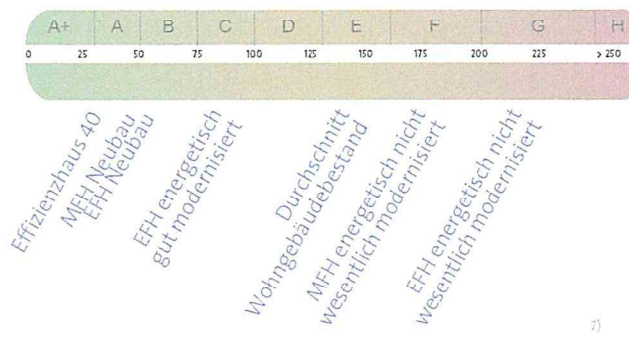 A+ A B C D E F G H
0 25 50 75 100 125 150 175 200 225 > 250
Effizienzhaus 40
MFH Neubau
EFH Neubau
EFH energetisch
gut modernisiert
Durchschnitt
Wohngebäudebestand
MFH energetisch nicht
wesentlich modernisiert
EFH energetisch nicht
wesentlich modernisiert
7)